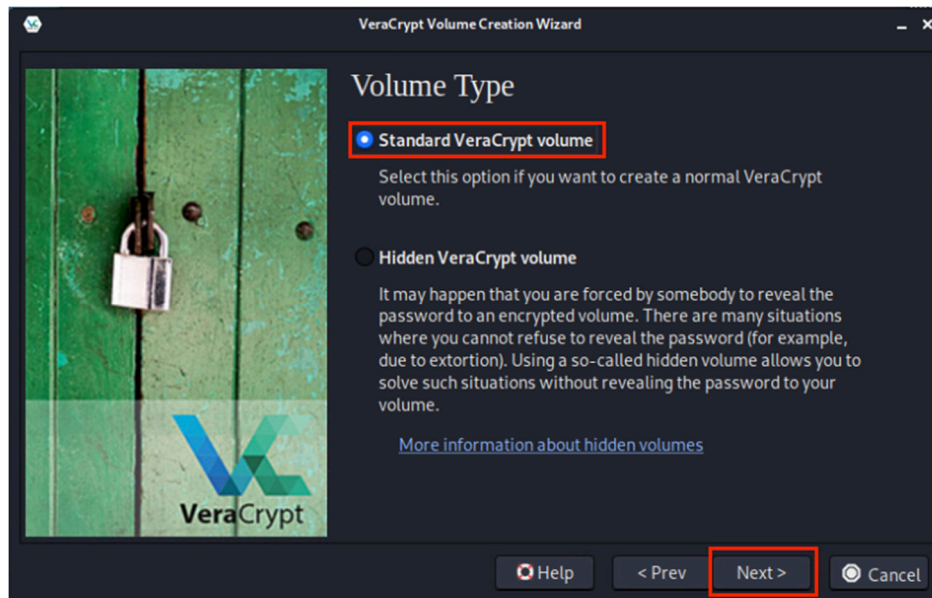 VeraCrypt Volume Creation Wizard
Volume Type
Standard VeraCrypt volume
Select this option if you want to create a normal VeraCrypt
volume.
Hidden VeraCrypt volume
It may happen that you are forced by somebody to reveal the
password to an encrypted volume. There are many situations
where you cannot refuse to reveal the password (for example,
due to extortion). Using a so-called hidden volume allows you to
solve such situations without revealing the password to your
volume.
More information about hidden volumes
VeraCrypt
Help
< Prev
Next >
Cancel